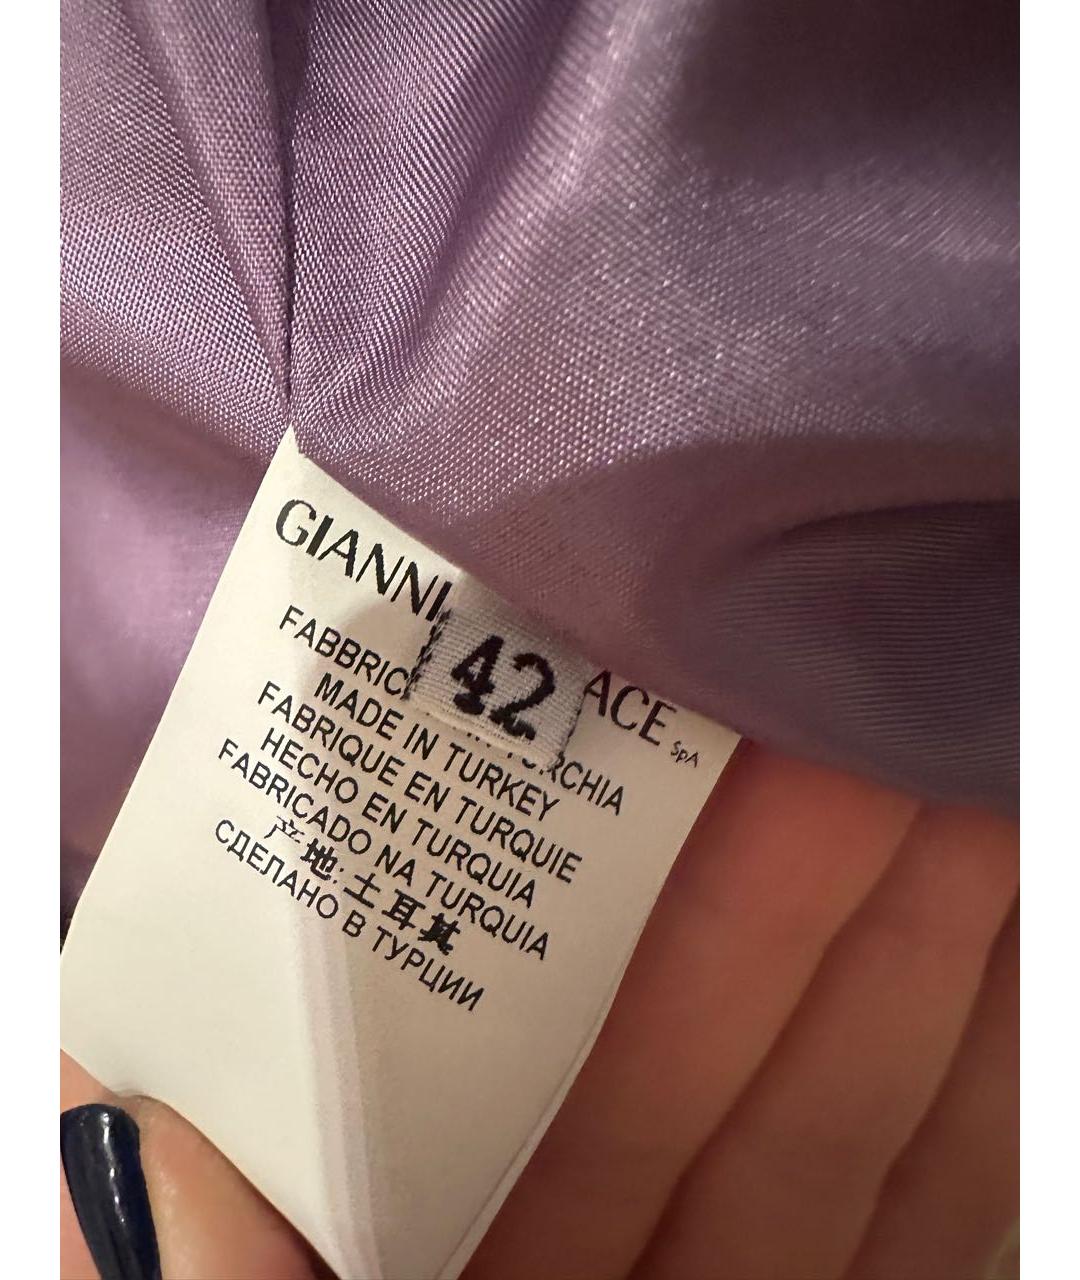 GIANNI ACE SpA
42
FABBRIC
MADE IN TURKEY
FABRIQUE EN TURQUIE
HECHO EN TURQUIA
FABRICADO NA TURQUIA
产地:土耳其
СДЕЛАНО В ТУРЦИИ